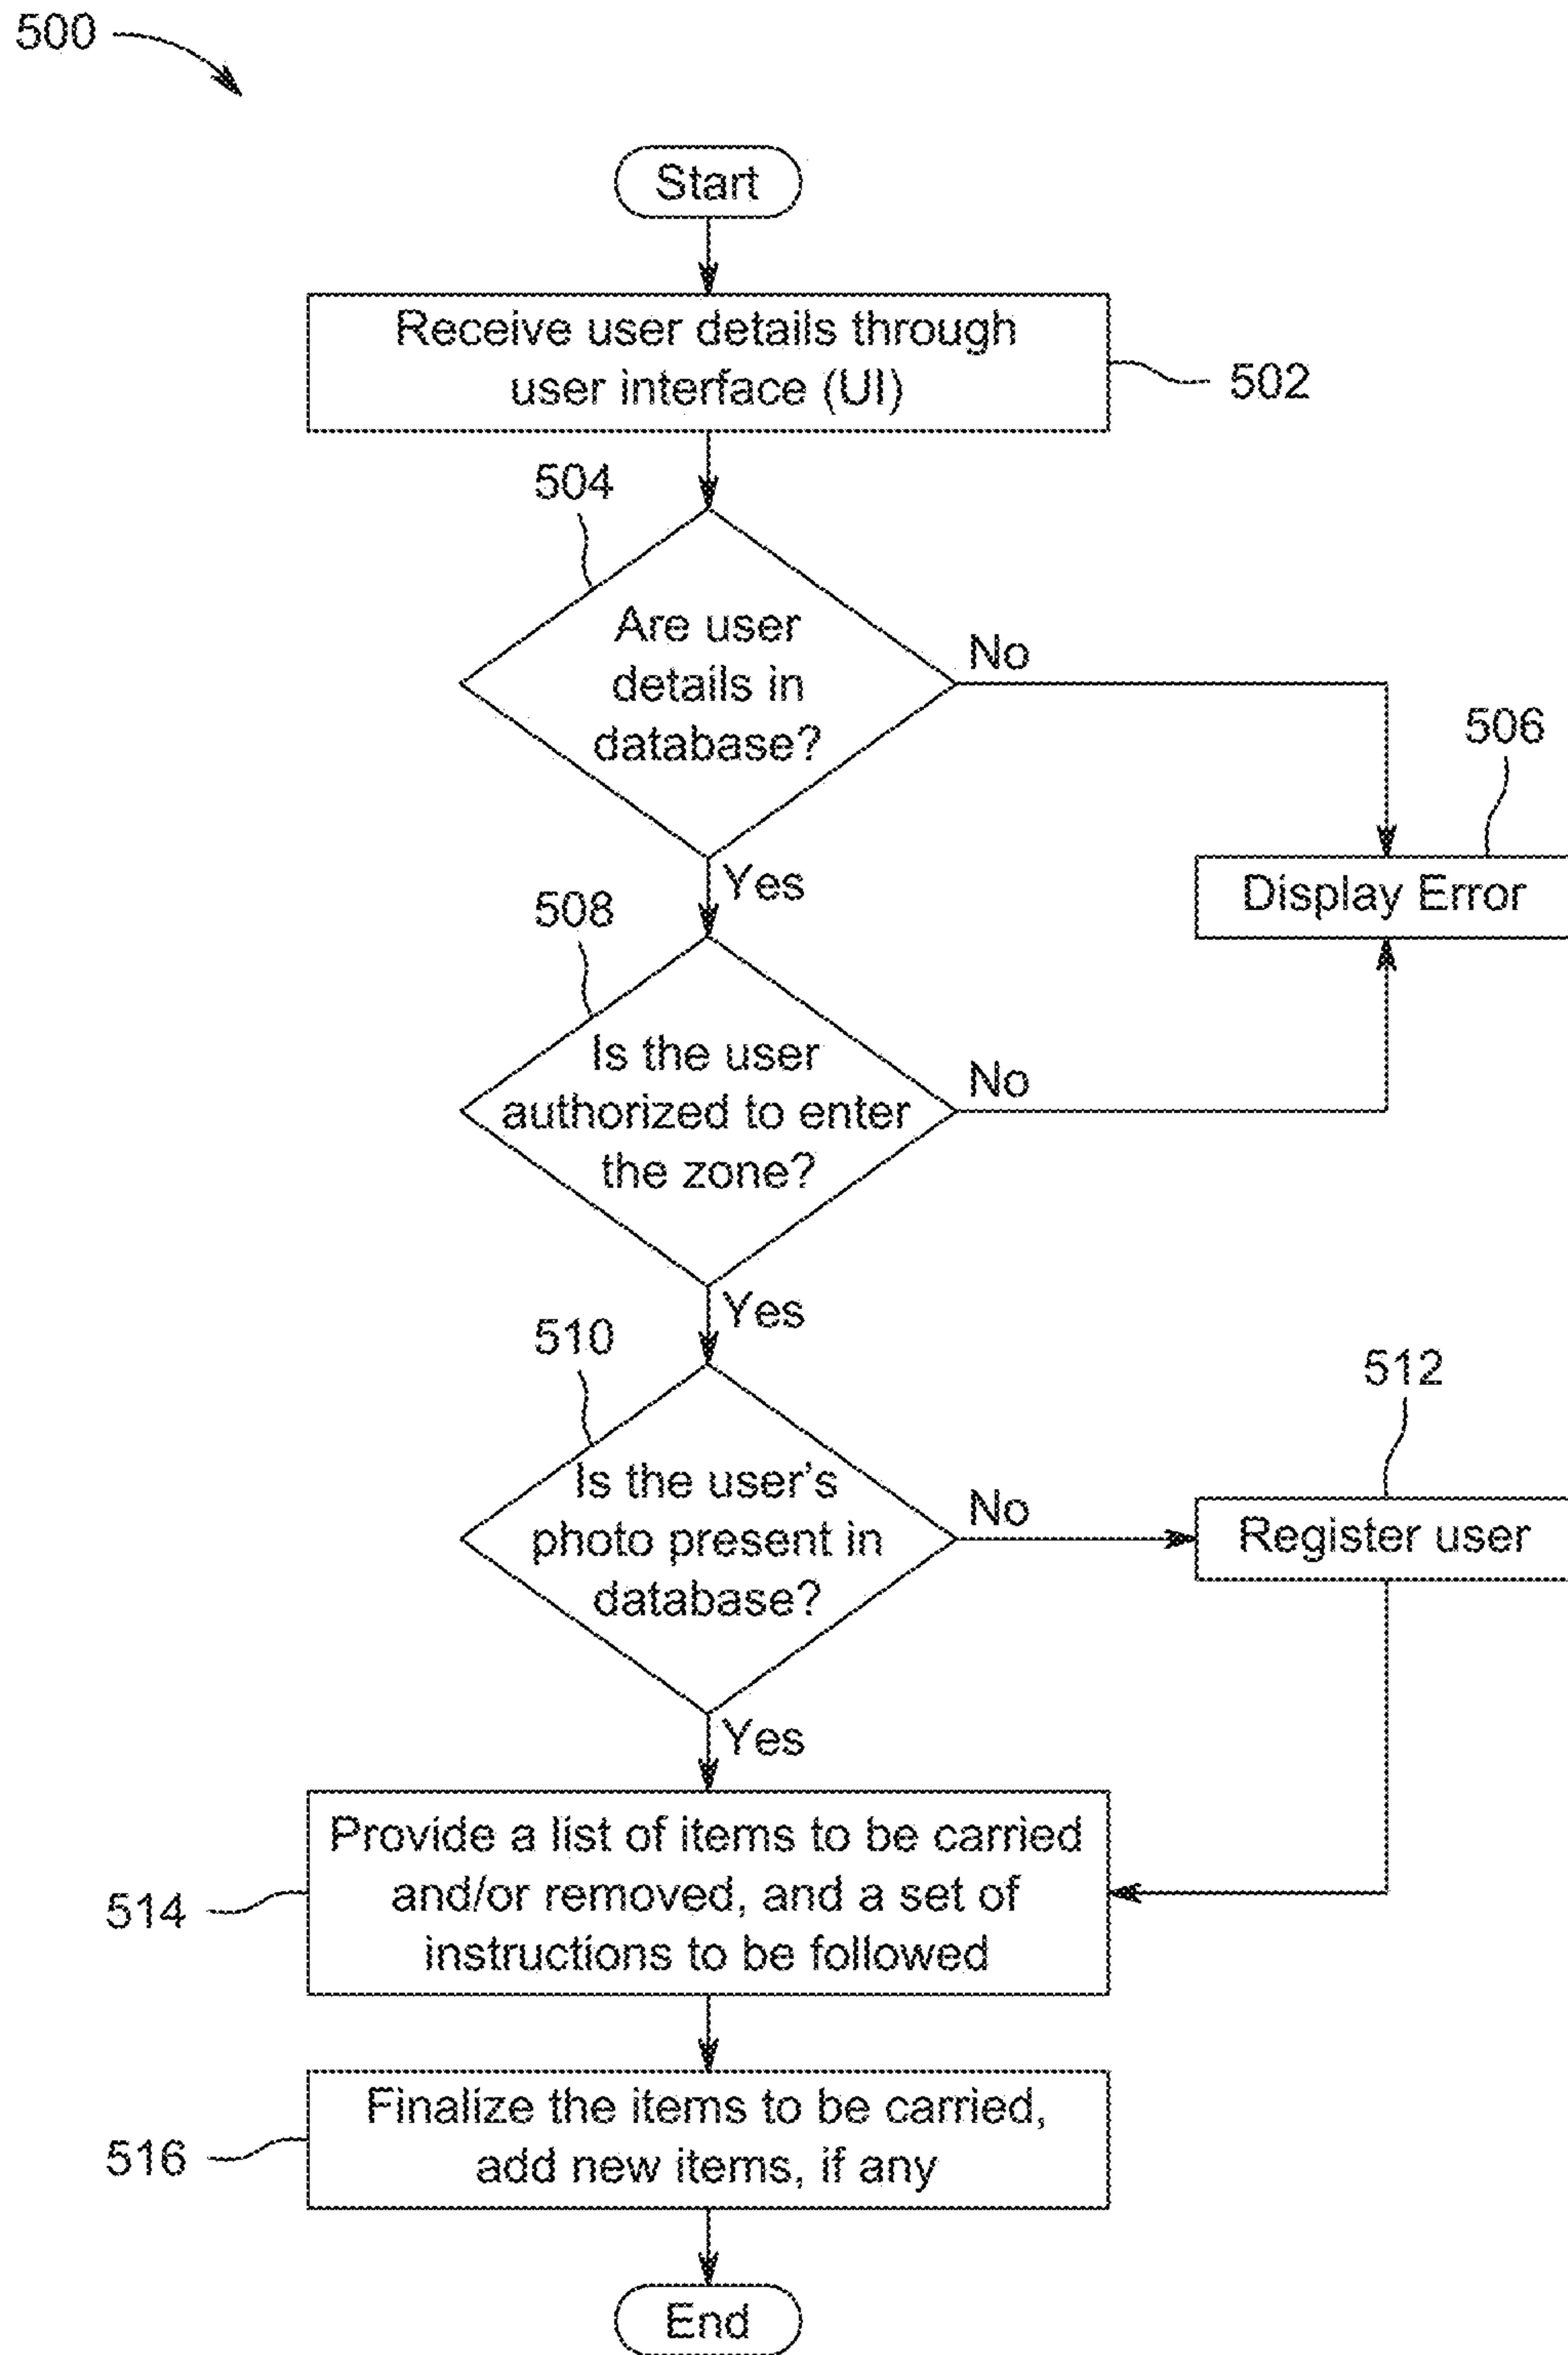 500
Start
Receive user details through
user interface (UI)
502
504
Are user
details in
database?
No
506
Display Error
Yes
508
Is the user
authorized to enter
the zone?
No
Yes
510
512
Is the user's
photo present in
database?
No
Register user
Yes
Provide a list of items to be carried
and/or removed, and a set of
instructions to be followed
514
Finalize the items to be carried,
add new items, if any
516
End